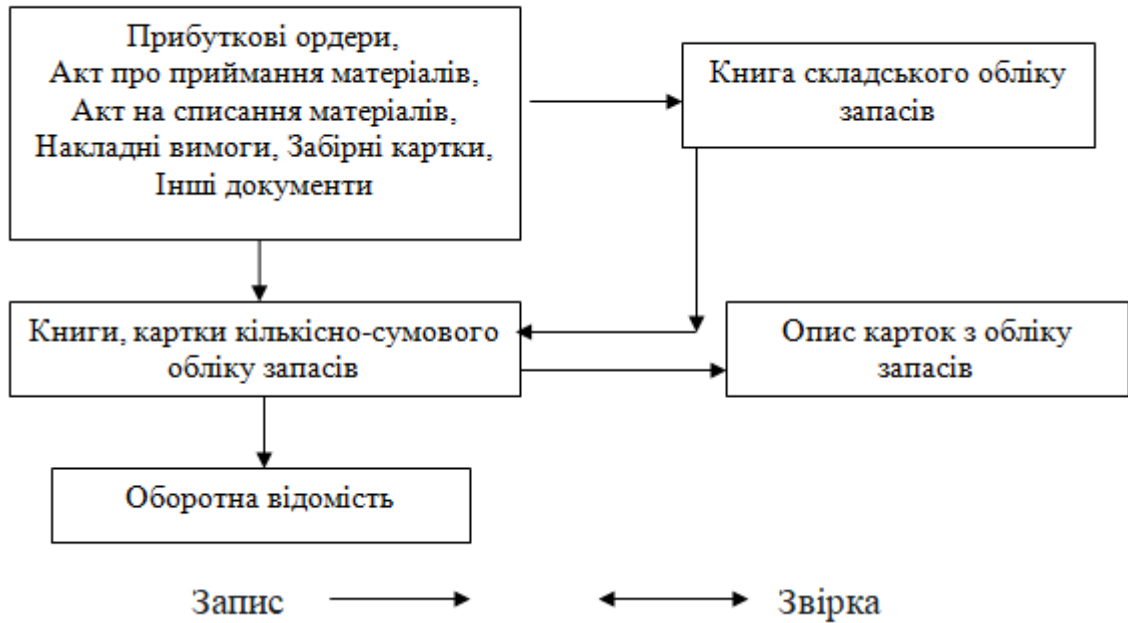 Прибуткові ордери,
Акт про приймання матеріалів,
Акт на списання матеріалів,
Накладні вимоги, Забірні картки,
Інші документи
Книга складського обліку
запасів
Книги, картки кількісно-сумового
обліку запасів
Опис карток з обліку
запасів
Оборотна відомість
Запис
Звірка